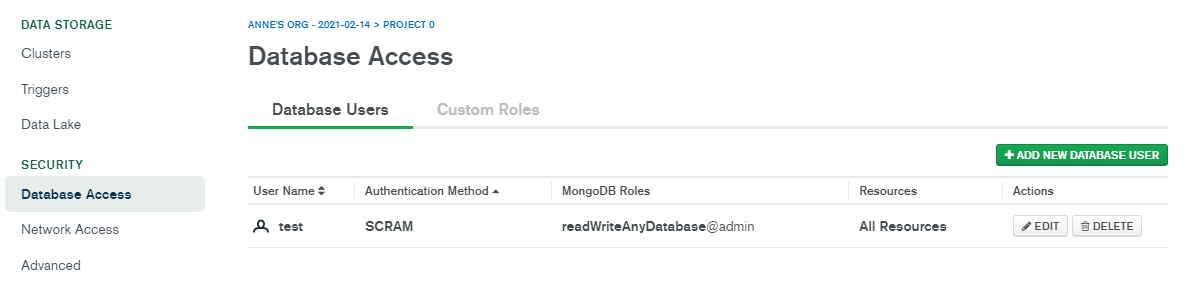 DATA STORAGE
Clusters
Triggers
Data Lake
SECURITY
Database Access
Network Access
Advanced
ANNE'S ORG - 2021-02-14 > PROJECT 0
Database Access
Database Users Custom Roles
+ ADD NEW DATABASE USER
User Name Authentication Method MongoDB Roles Resources Actions
test SCRAM readWriteAnyDatabase@admin All Resources EDIT DELETE